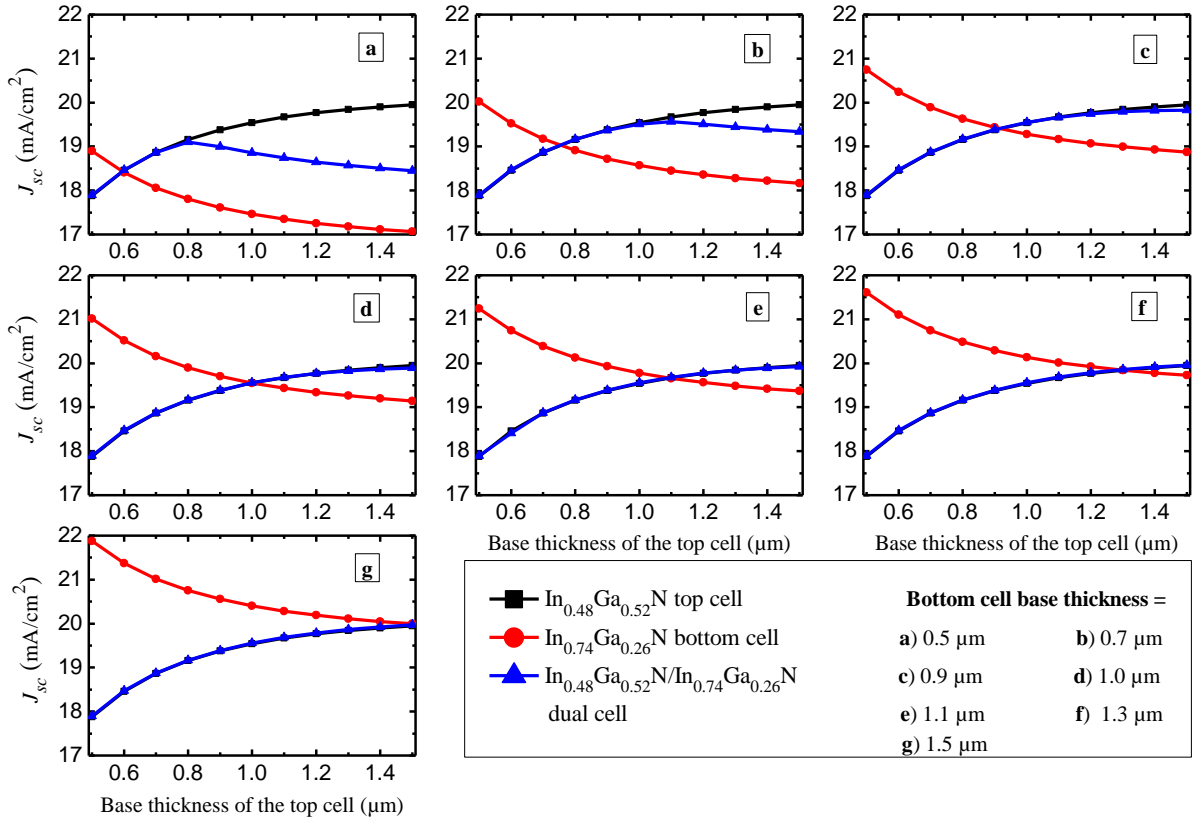 22
21
20
19
18
17
J_sc (mA/cm²)
a
0.6 0.8 1.0 1.2 1.4
22
21
20
19
18
17
b
0.6 0.8 1.0 1.2 1.4
22
21
20
19
18
17
c
0.6 0.8 1.0 1.2 1.4
22
21
20
19
18
17
J_sc (mA/cm²)
d
0.6 0.8 1.0 1.2 1.4
22
21
20
19
18
17
e
0.6 0.8 1.0 1.2 1.4
Base thickness of the top cell (μm)
22
21
20
19
18
17
f
0.6 0.8 1.0 1.2 1.4
Base thickness of the top cell (μm)
22
21
20
19
18
17
J_sc (mA/cm²)
g
0.6 0.8 1.0 1.2 1.4
Base thickness of the top cell (μm)
In₀.₄₈Ga₀.₅₂N top cell
In₀.₇₄Ga₀.₂₆N bottom cell
In₀.₄₈Ga₀.₅₂N/In₀.₇₄Ga₀.₂₆N
dual cell
Bottom cell base thickness =
a) 0.5 μm b) 0.7 μm
c) 0.9 μm d) 1.0 μm
e) 1.1 μm f) 1.3 μm
g) 1.5 μm